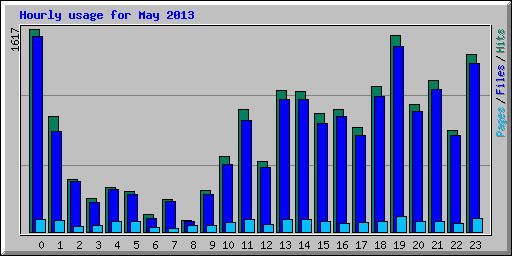 Hourly usage for May 2013
1617
Pages/Files/Hits
0 1 2 3 4 5 6 7 8 9 10 11 12 13 14 15 16 17 18 19 20 21 22 23